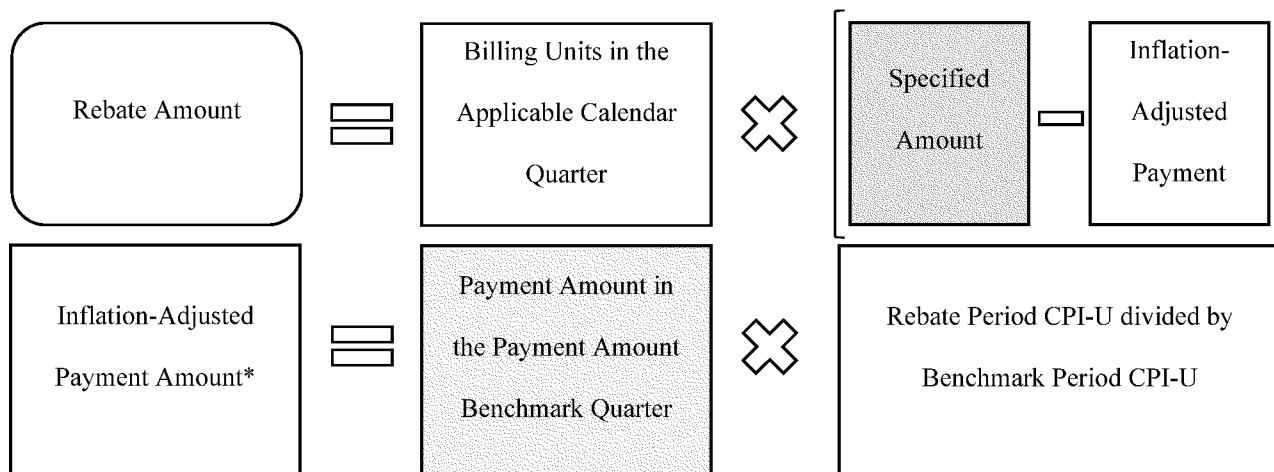 Rebate Amount
Billing Units in the
Applicable Calendar
Quarter
Specified
Amount
Inflation-
Adjusted
Payment
Inflation-Adjusted
Payment Amount*
Payment Amount in
the Payment Amount
Benchmark Quarter
Rebate Period CPI-U divided by
Benchmark Period CPI-U